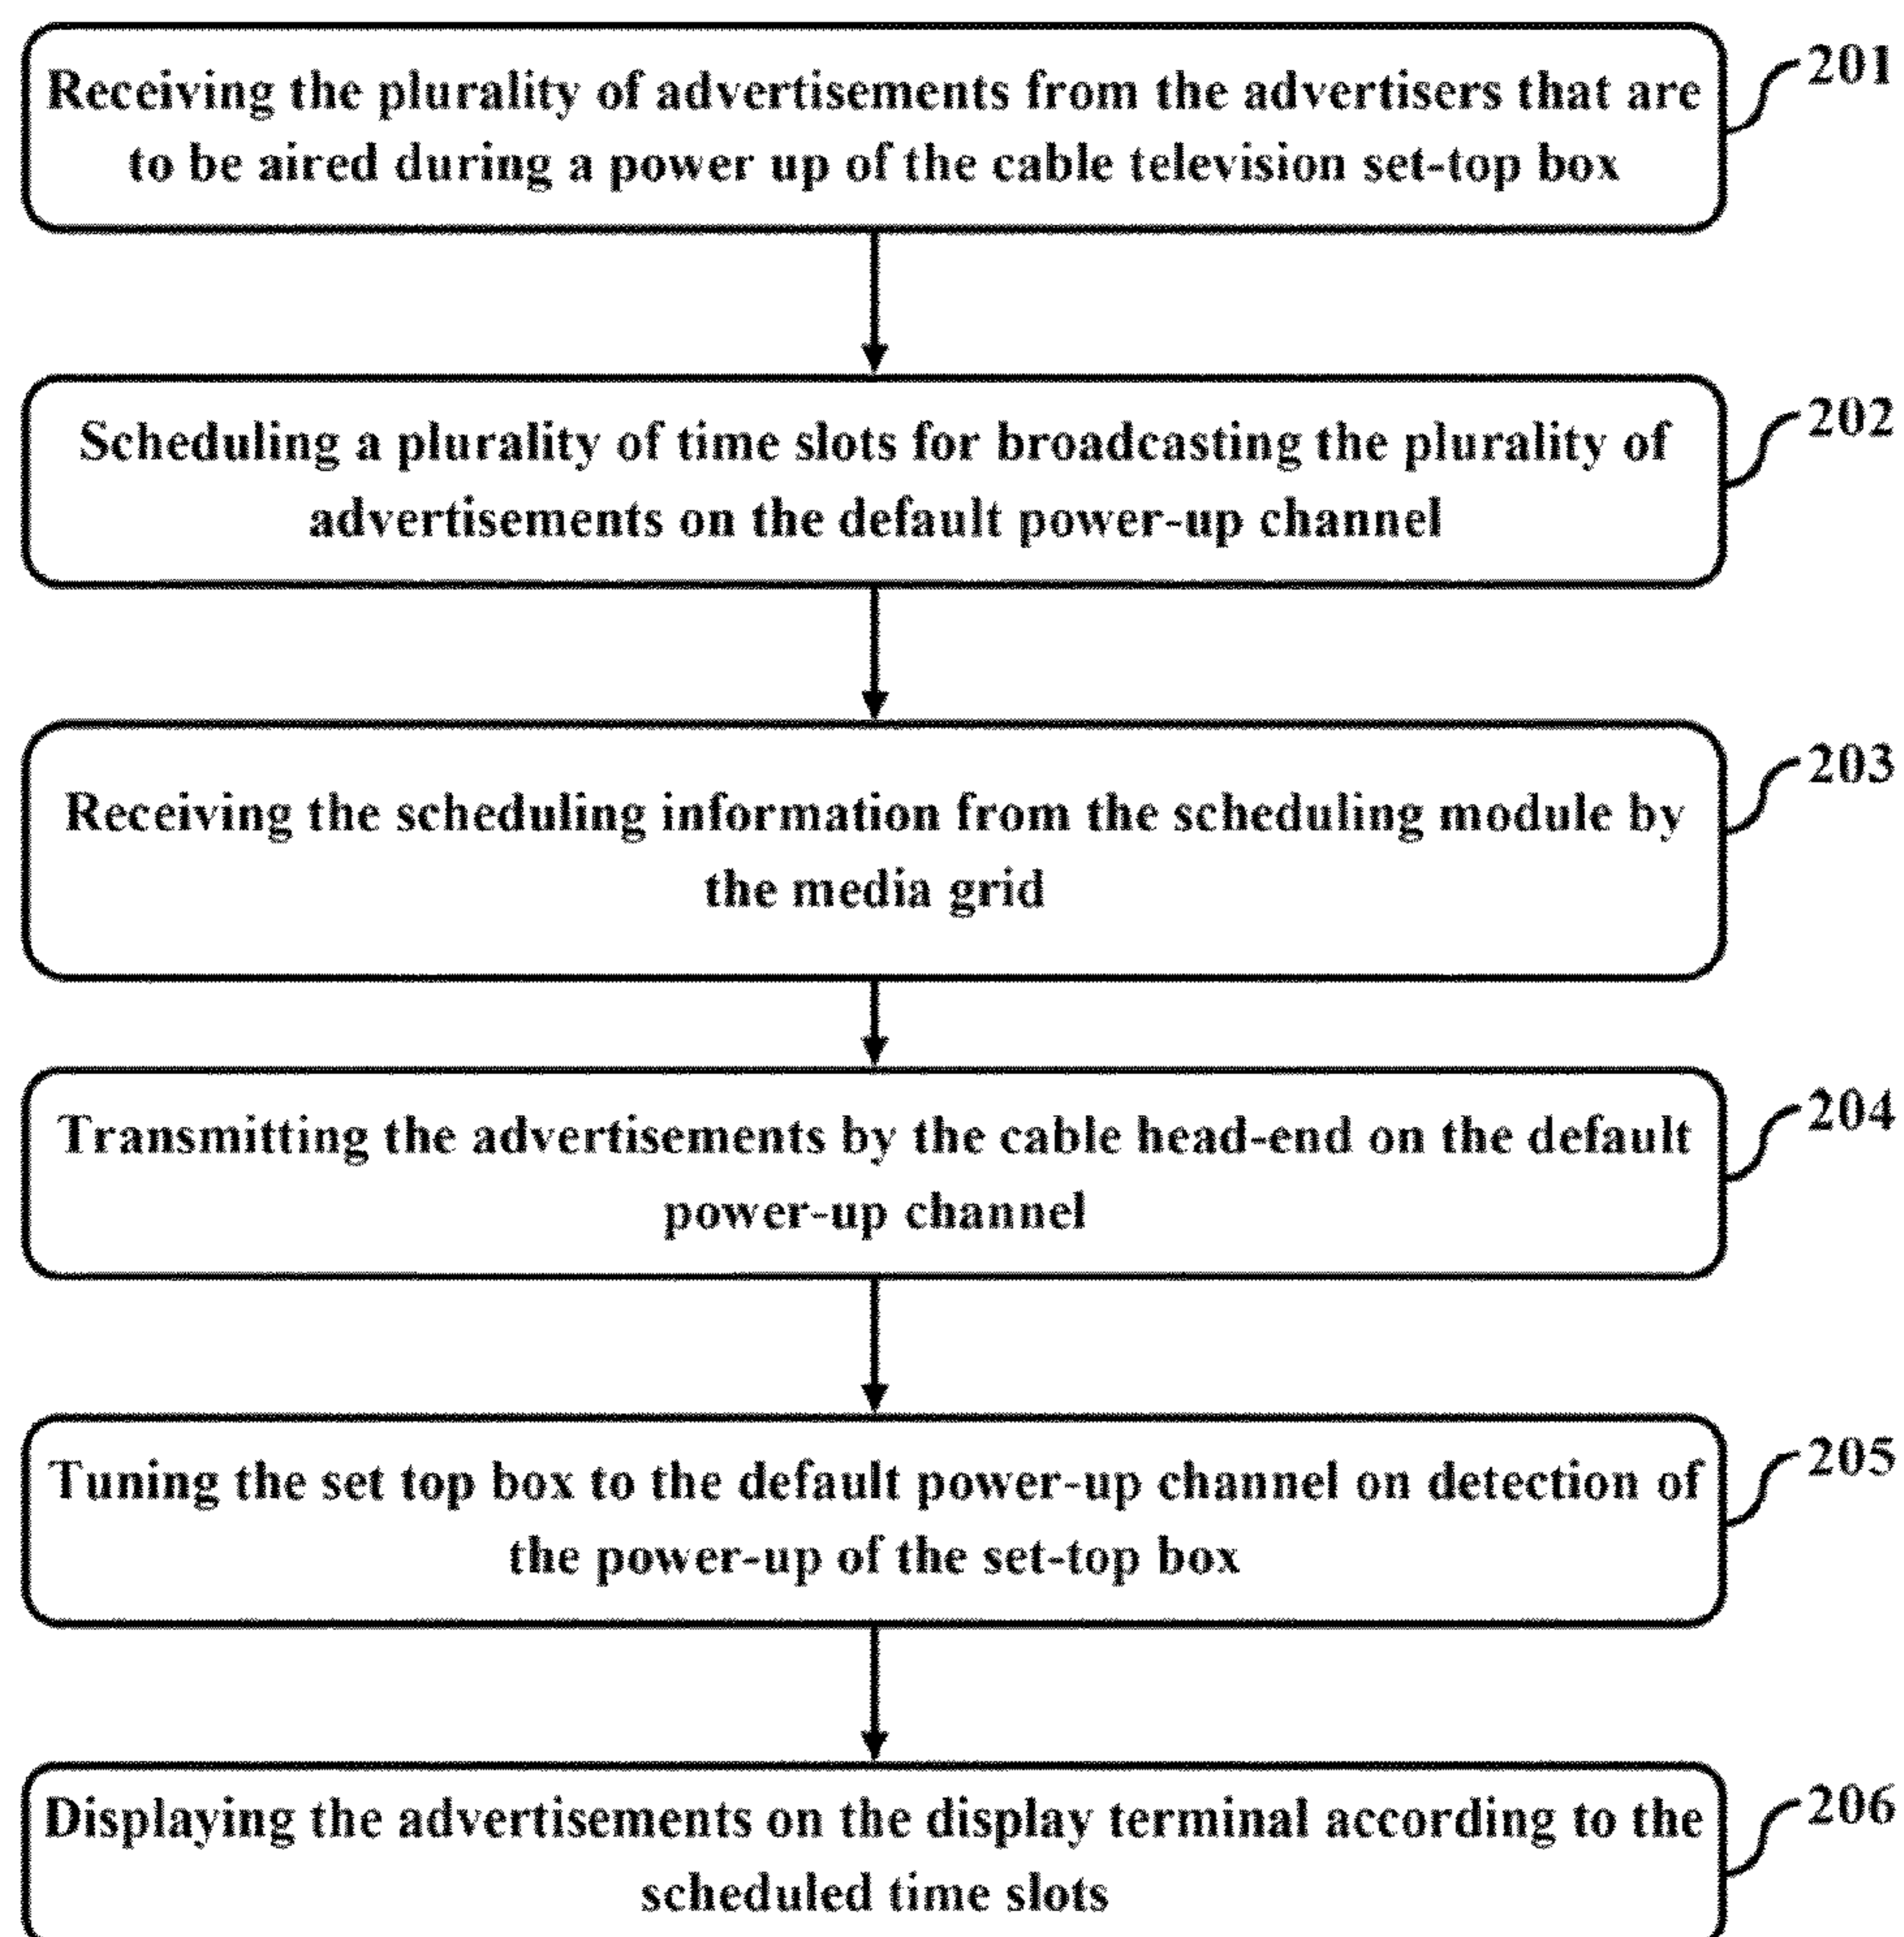 Receiving the plurality of advertisements from the advertisers that are
to be aired during a power up of the cable television set-top box
201
Scheduling a plurality of time slots for broadcasting the plurality of
advertisements on the default power-up channel
202
Receiving the scheduling information from the scheduling module by
the media grid
203
Transmitting the advertisements by the cable head-end on the default
power-up channel
204
Tuning the set top box to the default power-up channel on detection of
the power-up of the set-top box
205
Displaying the advertisements on the display terminal according to the
scheduled time slots
206